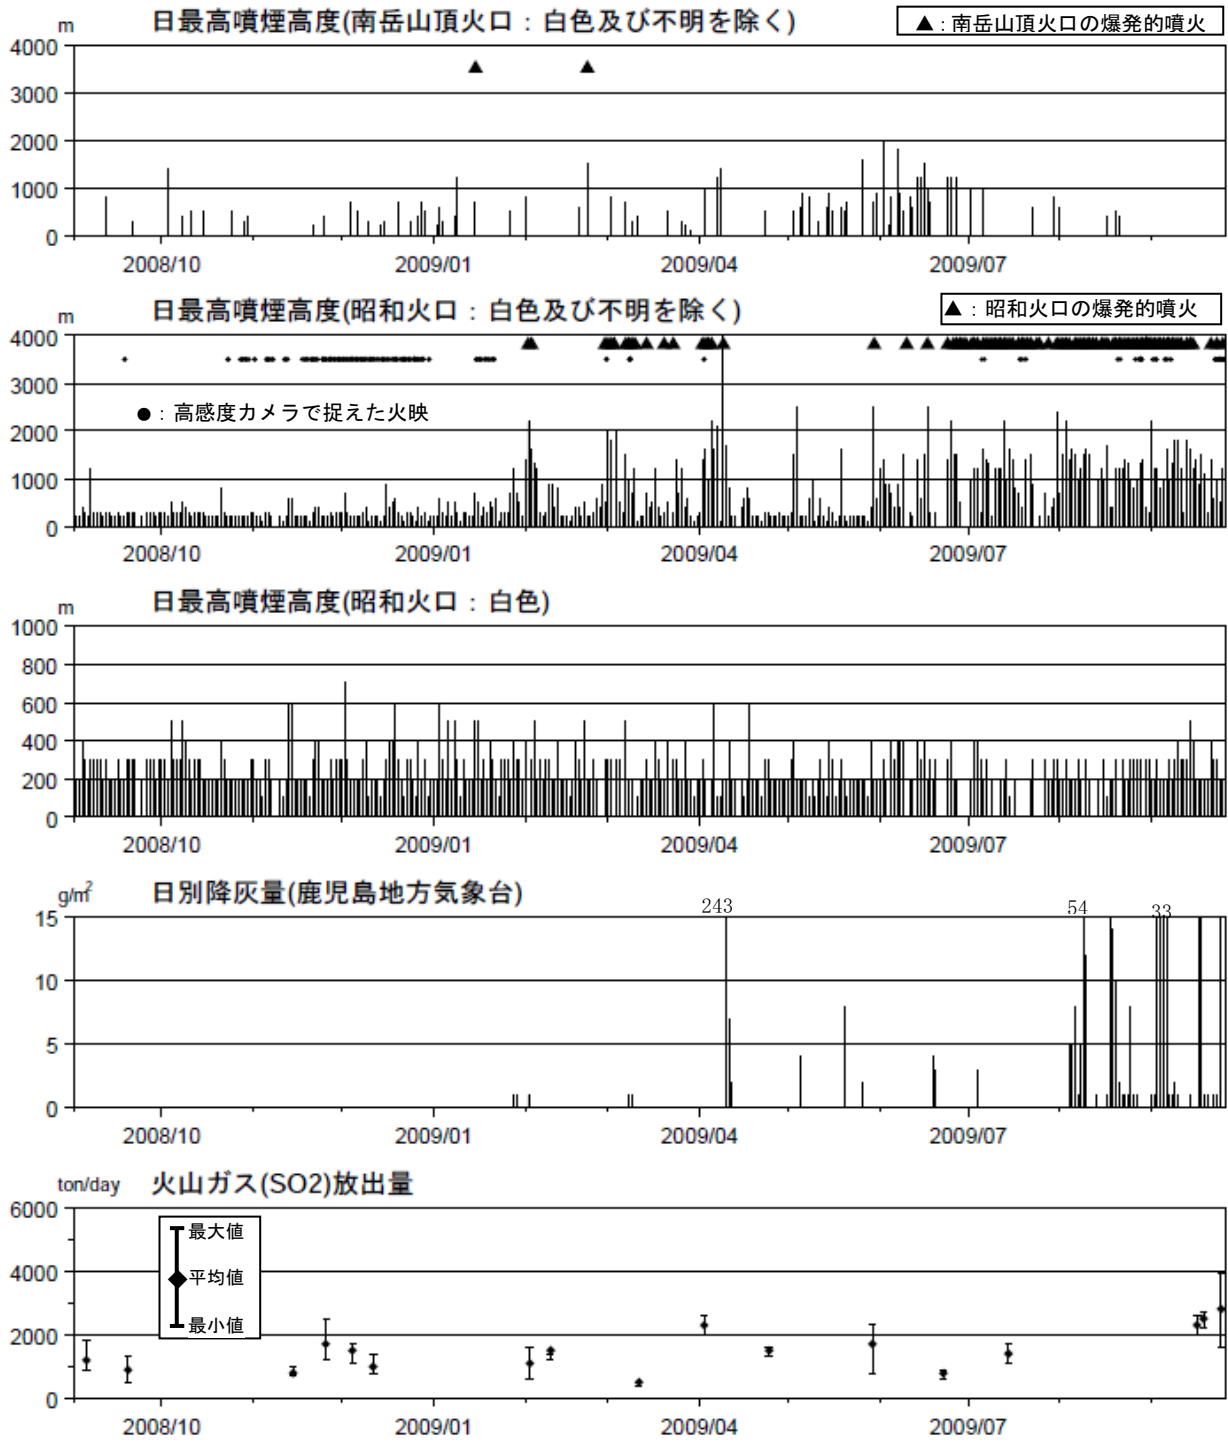 m 日最高噴煙高度(南岳山頂火口：白色及び不明を除く)
▲：南岳山頂火口の爆発的噴火
4000
3000
2000
1000
0
2008/10 2009/01 2009/04 2009/07
m 日最高噴煙高度(昭和火口：白色及び不明を除く)
▲：昭和火口の爆発的噴火
4000
3000
●：高感度カメラで捉えた火映
2000
1000
0
2008/10 2009/01 2009/04 2009/07
m 日最高噴煙高度(昭和火口：白色)
1000
800
600
400
200
0
2008/10 2009/01 2009/04 2009/07
g/㎡ 日別降灰量(鹿児島地方気象台)
243 54 33
15
10
5
0
2008/10 2009/01 2009/04 2009/07
ton/day 火山ガス(SO2)放出量
6000
最大値
4000
平均値
最小値
2000
0
2008/10 2009/01 2009/04 2009/07